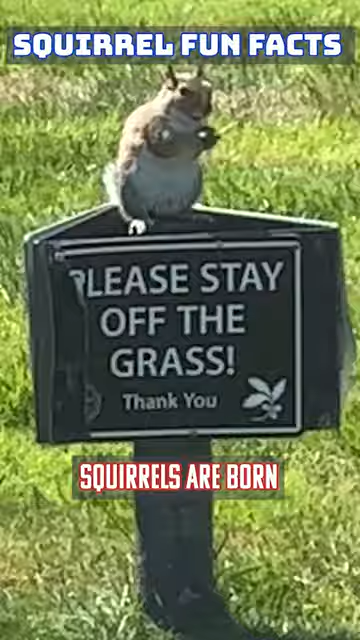 SQUIRREL FUN FACTS
PLEASE STAY
OFF THE
GRASS!
Thank You
SQUIRRELS ARE BORN